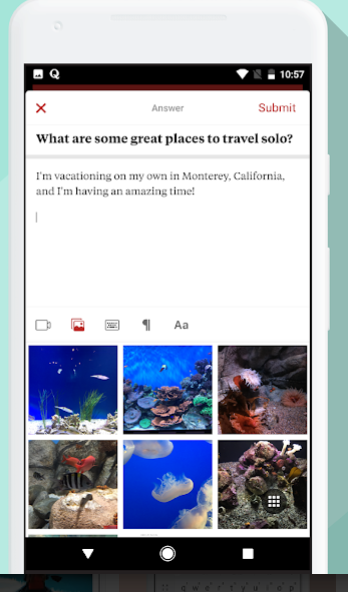 Q
10:57
Answer
Submit
What are some great places to travel solo?
I'm vacationing on my own in Monterey, California,
and I'm having an amazing time!
¶
Aa